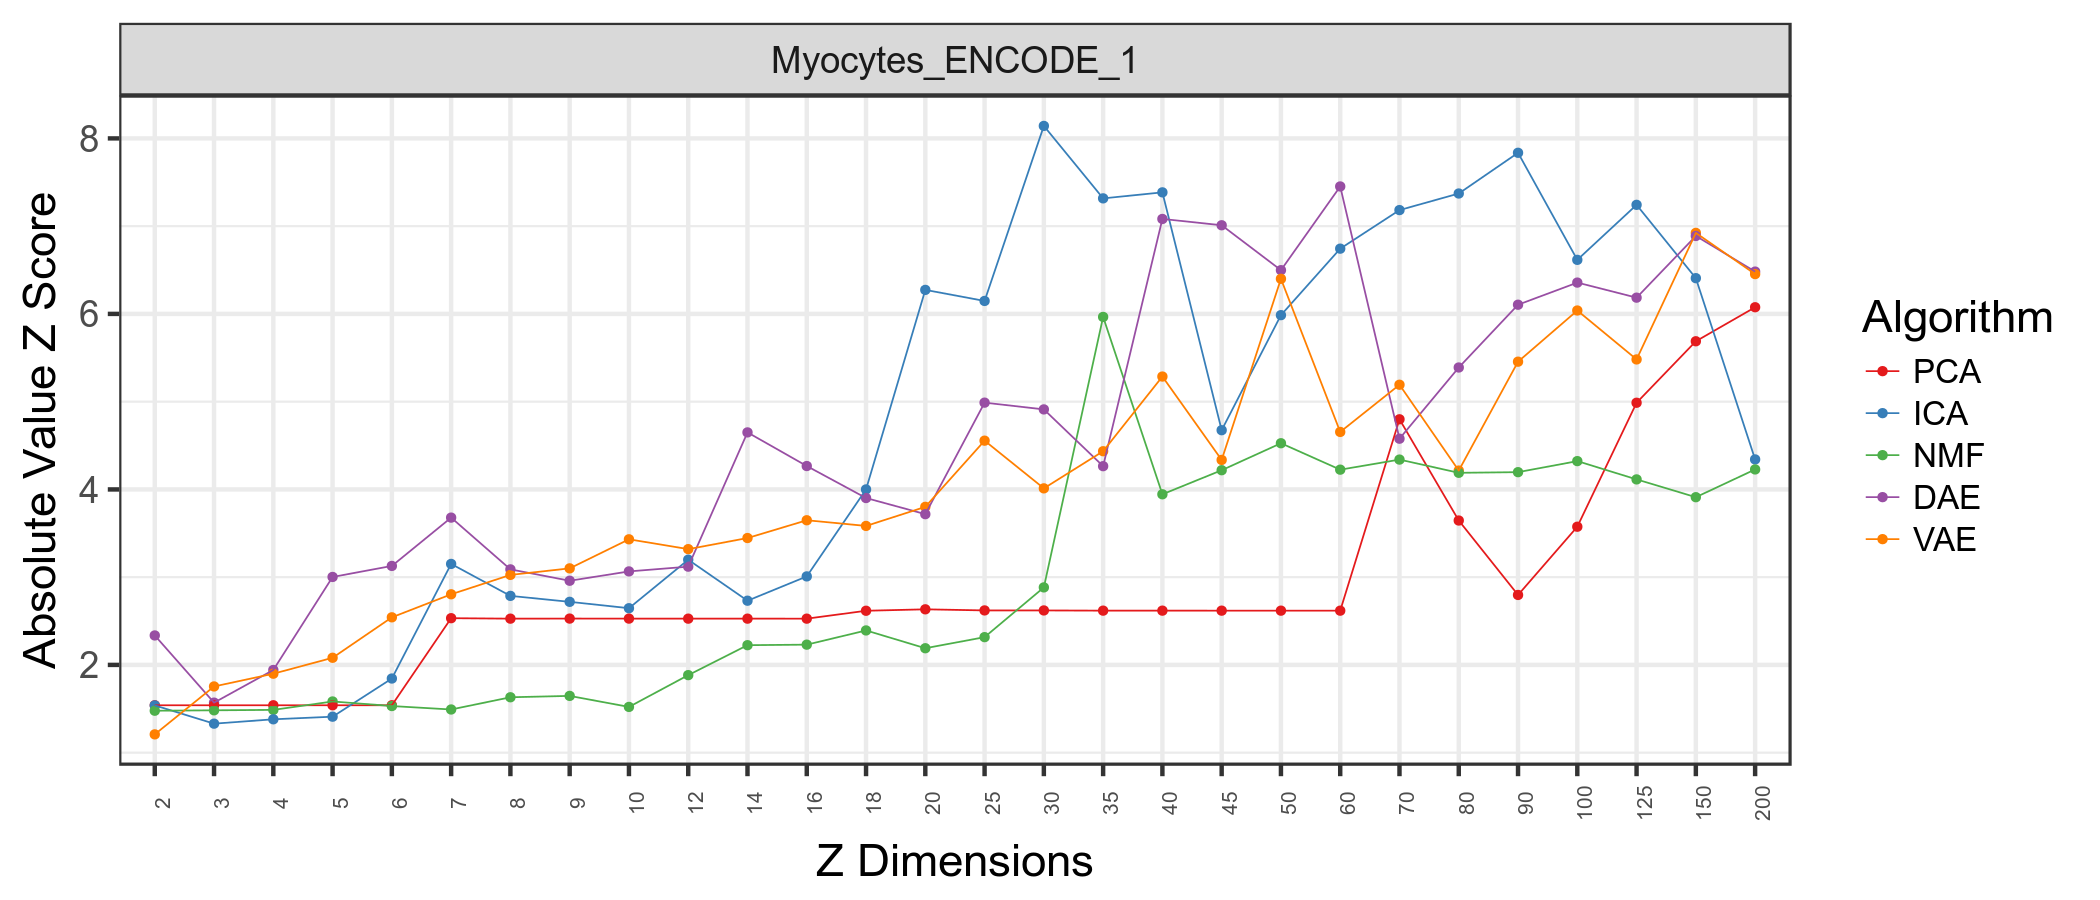 Myocytes_ENCODE_1
Absolute Value Z Score
8
6
4
2
2 3 4 5 6 7 8 9 10 12 14 16 18 20 25 30 35 40 45 50 60 70 80 90 100 125 150 200
Z Dimensions
Algorithm
PCA
ICA
NMF
DAE
VAE